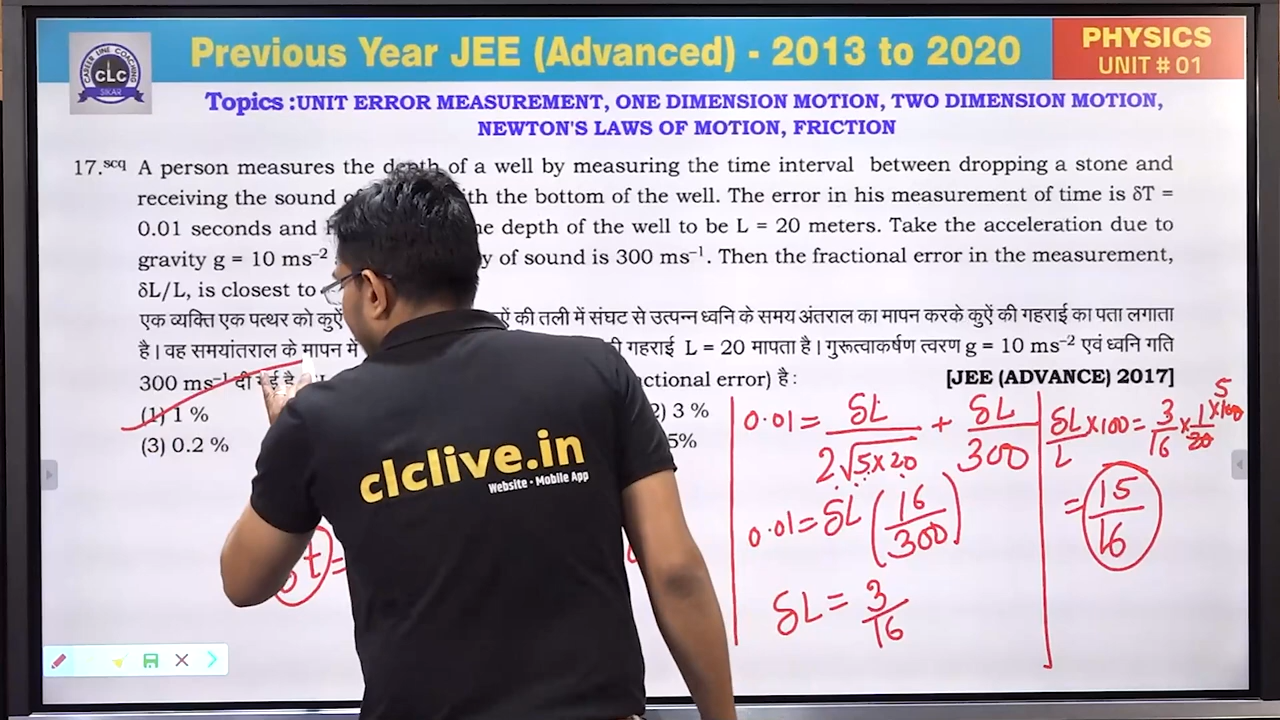 CAREER LINE COACHING
CLC
SIKAR
Previous Year JEE (Advanced) - 2013 to 2020
PHYSICS
UNIT # 01
Topics :UNIT ERROR MEASUREMENT, ONE DIMENSION MOTION, TWO DIMENSION MOTION,
NEWTON'S LAWS OF MOTION, FRICTION
17.scq A person measures the depth of a well by measuring the time interval between dropping a stone and
receiving the sound with the bottom of the well. The error in his measurement of time is δT =
0.01 seconds and the depth of the well to be L = 20 meters. Take the acceleration due to
gravity g = 10 ms⁻² of sound is 300 ms⁻¹. Then the fractional error in the measurement,
δL/L, is closest to
एक व्यक्ति एक पत्थर को कुऐं की तली में संघट से उत्पन्न ध्वनि के समय अंतराल का मापन करके कुऐं की गहराई का पता लगाता
है। वह समयांतराल के मापन में गहराई L = 20 मापता है। गुरूत्वाकर्षण त्वरण g = 10 ms⁻² एवं ध्वनि गति
300 ms⁻¹ दी गई है error) है :
[JEE (ADVANCE) 2017]
(1) 1 %
2) 3 %
(3) 0.2 %
5%
0.01 = δL / 2√5×20 + δL / 300
0.01 = δL (16/300)
δL = 3/16
δL/L ×100 = 3/16 × 1/20 ×100 5
= 15/16
t =
clclive.in
Website • Mobile App